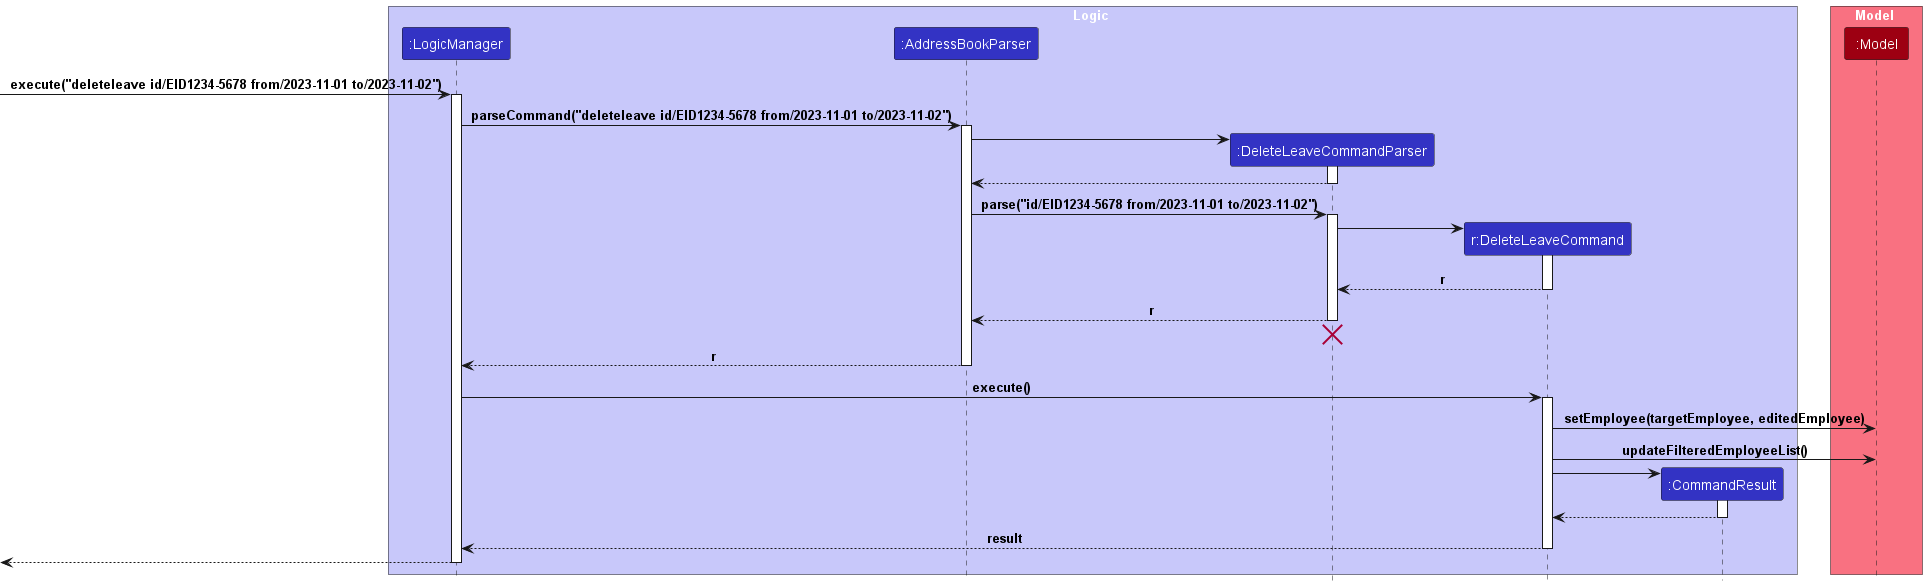 Logic
Model
:LogicManager
:AddressBookParser
:Model
execute("deleteleave id/EID1234-5678 from/2023-11-01 to/2023-11-02")
parseCommand("deleteleave id/EID1234-5678 from/2023-11-01 to/2023-11-02")
:DeleteLeaveCommandParser
parse("id/EID1234-5678 from/2023-11-01 to/2023-11-02")
r:DeleteLeaveCommand
r
r
r
execute()
setEmployee(targetEmployee, editedEmployee)
updateFilteredEmployeeList()
:CommandResult
result